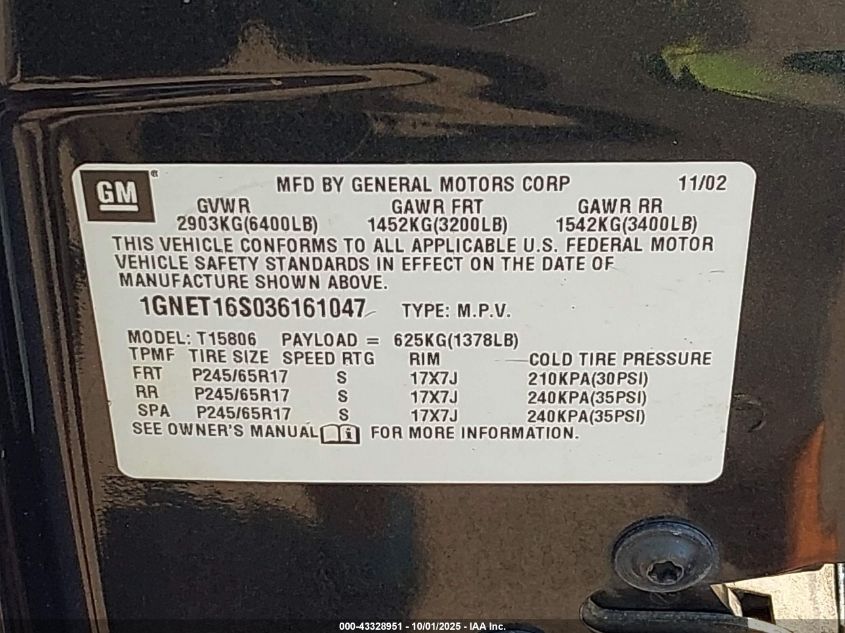 GM ® MFD BY GENERAL MOTORS CORP 11/02
GVWR GAWR FRT GAWR RR
2903KG(6400LB) 1452KG(3200LB) 1542KG(3400LB)
THIS VEHICLE CONFORMS TO ALL APPLICABLE U.S. FEDERAL MOTOR
VEHICLE SAFETY STANDARDS IN EFFECT ON THE DATE OF
MANUFACTURE SHOWN ABOVE.
1GNET16S036161047 TYPE: M.P.V.
MODEL: T15806 PAYLOAD = 625KG(1378LB)
TPMF TIRE SIZE SPEED RTG RIM COLD TIRE PRESSURE
FRT P245/65R17 S 17X7J 210KPA(30PSI)
RR P245/65R17 S 17X7J 240KPA(35PSI)
SPA P245/65R17 S 17X7J 240KPA(35PSI)
SEE OWNER'S MANUAL FOR MORE INFORMATION.
000-43328951 - 10/01/2025 - IAA Inc.